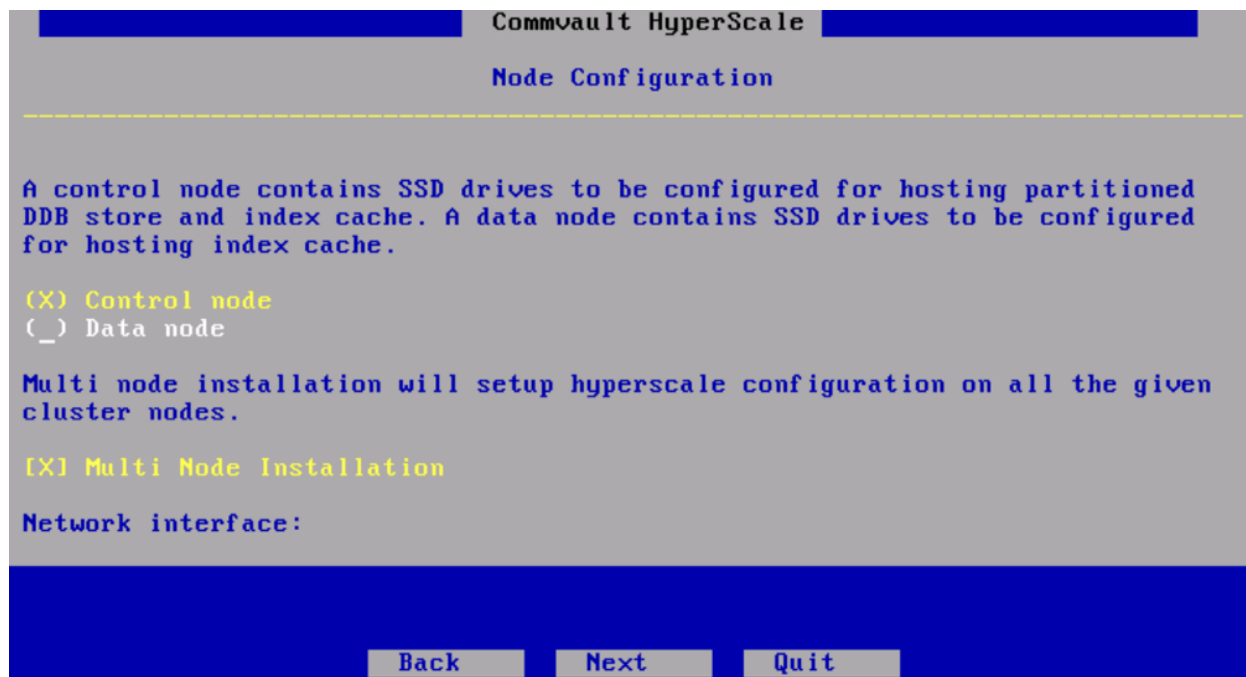 Commvault HyperScale
Node Configuration
A control node contains SSD drives to be configured for hosting partitioned
DDB store and index cache. A data node contains SSD drives to be configured
for hosting index cache.
(X) Control node
(_) Data node
Multi node installation will setup hyperscale configuration on all the given
cluster nodes.
[X] Multi Node Installation
Network interface:
Back Next Quit